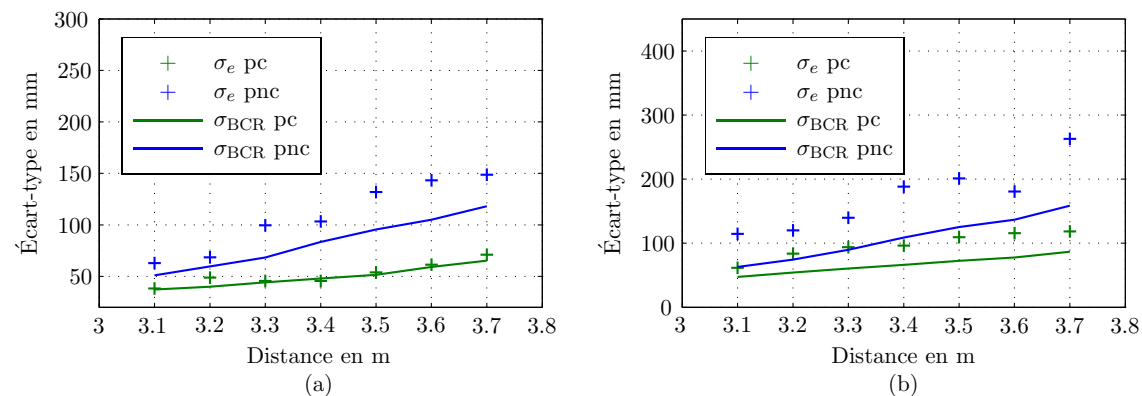 Écart-type en mm
300
250
200
150
100
50
σe pc
σe pnc
σBCR pc
σBCR pnc
3 3.1 3.2 3.3 3.4 3.5 3.6 3.7 3.8
Distance en m
(a)
Écart-type en mm
400
300
200
100
0
σe pc
σe pnc
σBCR pc
σBCR pnc
3 3.1 3.2 3.3 3.4 3.5 3.6 3.7 3.8
Distance en m
(b)